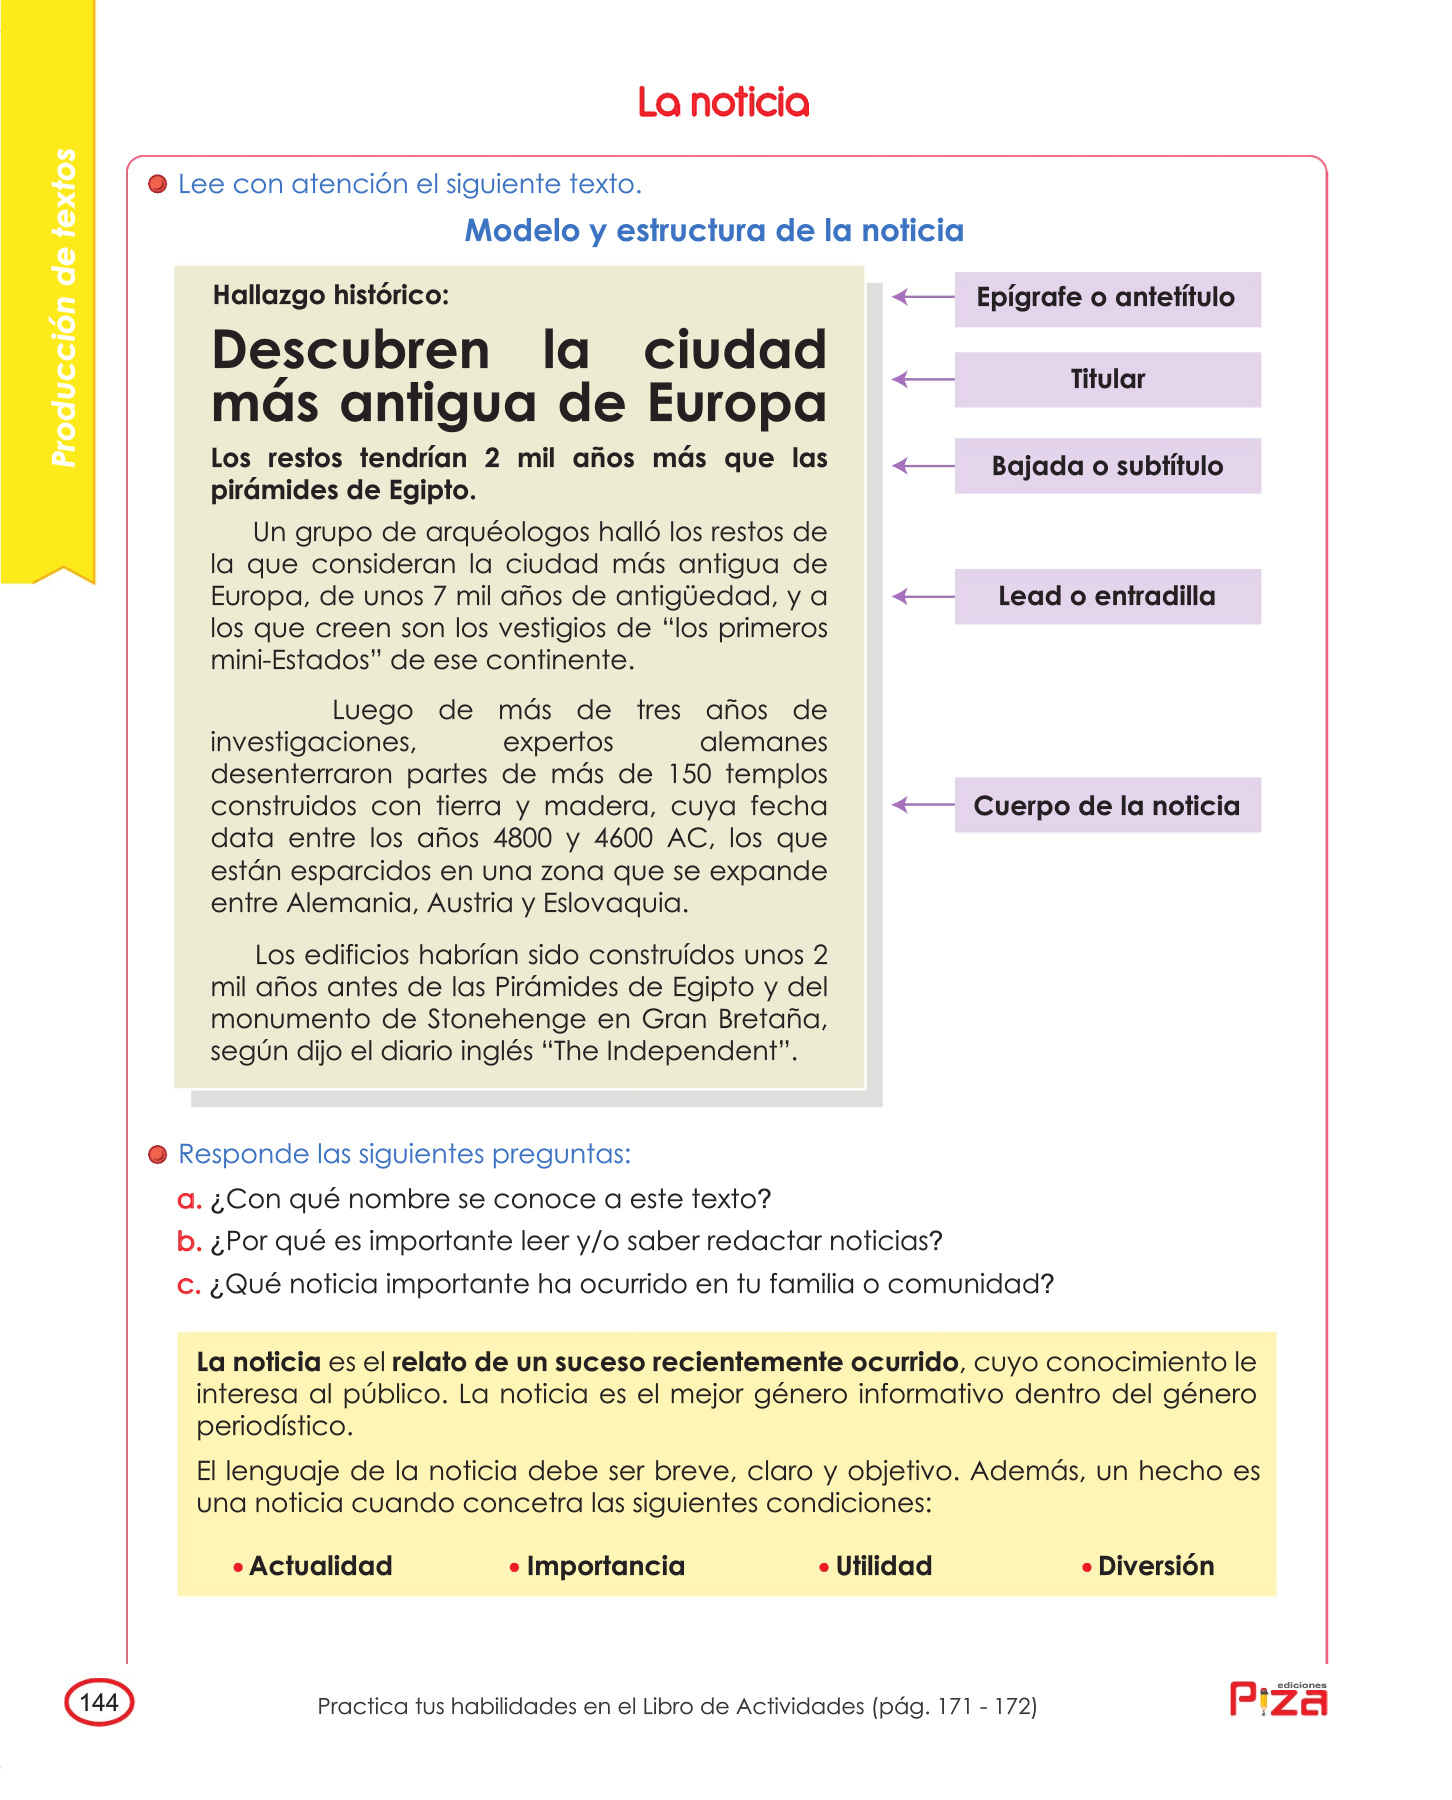 La noticia
Producción de textos
Lee con atención el siguiente texto.
Modelo y estructura de la noticia
Hallazgo histórico:
Epígrafe o antetítulo
Descubren la ciudad
más antigua de Europa
Titular
Los restos tendrían 2 mil años más que las
pirámides de Egipto.
Bajada o subtítulo
Un grupo de arquéologos halló los restos de
la que consideran la ciudad más antigua de
Europa, de unos 7 mil años de antigüedad, y a
los que creen son los vestigios de “los primeros
mini-Estados” de ese continente.
Lead o entradilla
Luego de más de tres años de
investigaciones, expertos alemanes
desenterraron partes de más de 150 templos
construidos con tierra y madera, cuya fecha
data entre los años 4800 y 4600 AC, los que
están esparcidos en una zona que se expande
entre Alemania, Austria y Eslovaquia.
Cuerpo de la noticia
Los edificios habrían sido construídos unos 2
mil años antes de las Pirámides de Egipto y del
monumento de Stonehenge en Gran Bretaña,
según dijo el diario inglés “The Independent”.
Responde las siguientes preguntas:
a. ¿Con qué nombre se conoce a este texto?
b. ¿Por qué es importante leer y/o saber redactar noticias?
c. ¿Qué noticia importante ha ocurrido en tu familia o comunidad?
La noticia es el relato de un suceso recientemente ocurrido, cuyo conocimiento le
interesa al público. La noticia es el mejor género informativo dentro del género
periodístico.
El lenguaje de la noticia debe ser breve, claro y objetivo. Además, un hecho es
una noticia cuando concetra las siguientes condiciones:
• Actualidad • Importancia • Utilidad • Diversión
144
Practica tus habilidades en el Libro de Actividades (pág. 171 - 172)
ediciones
Piza